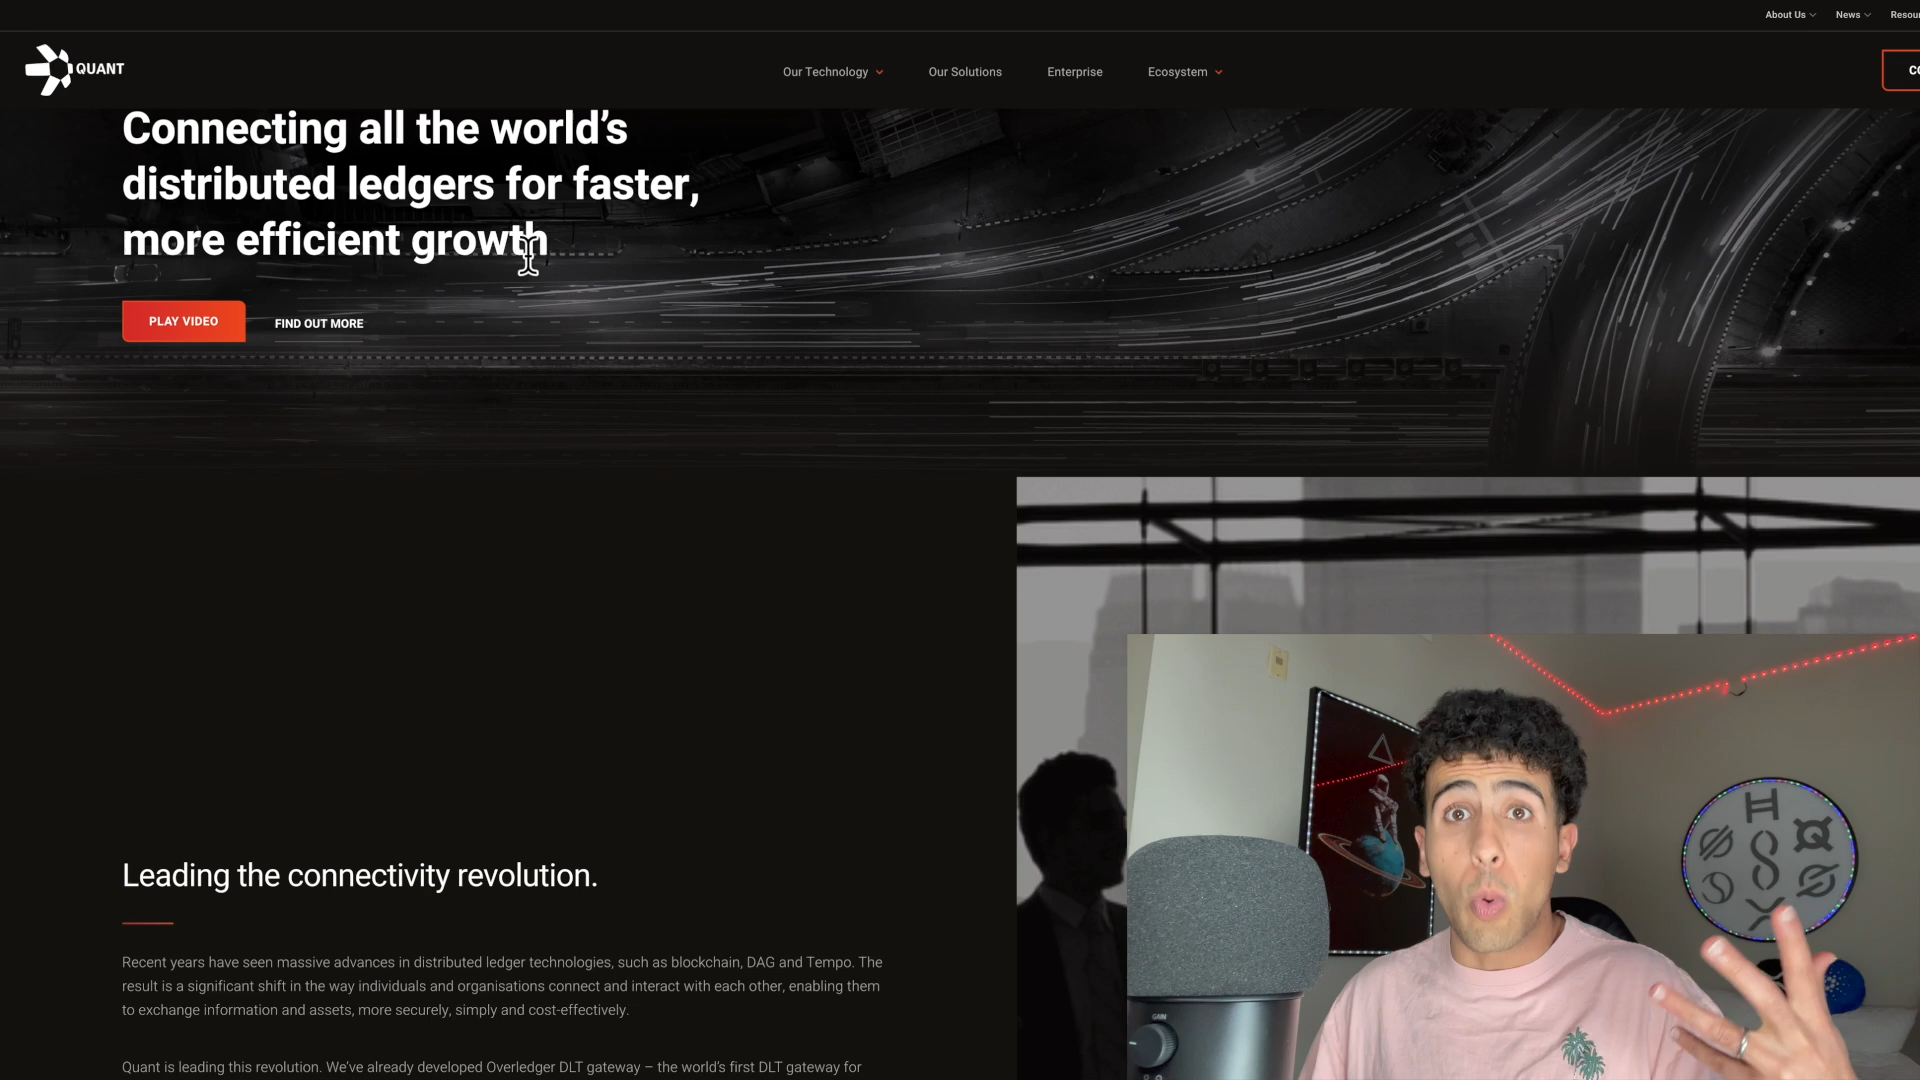 About Us
News
QUANT
Our Technology
Our Solutions
Enterprise
Ecosystem
Connecting all the world’s
distributed ledgers for faster,
more efficient growth
PLAY VIDEO
FIND OUT MORE
Leading the connectivity revolution.
Recent years have seen massive advances in distributed ledger technologies, such as blockchain, DAG and Tempo. The
result is a significant shift in the way individuals and organisations connect and interact with each other, enabling them
to exchange information and assets, more securely, simply and cost-effectively.
Quant is leading this revolution. We’ve already developed Overledger DLT gateway – the world’s first DLT gateway for
GAIN